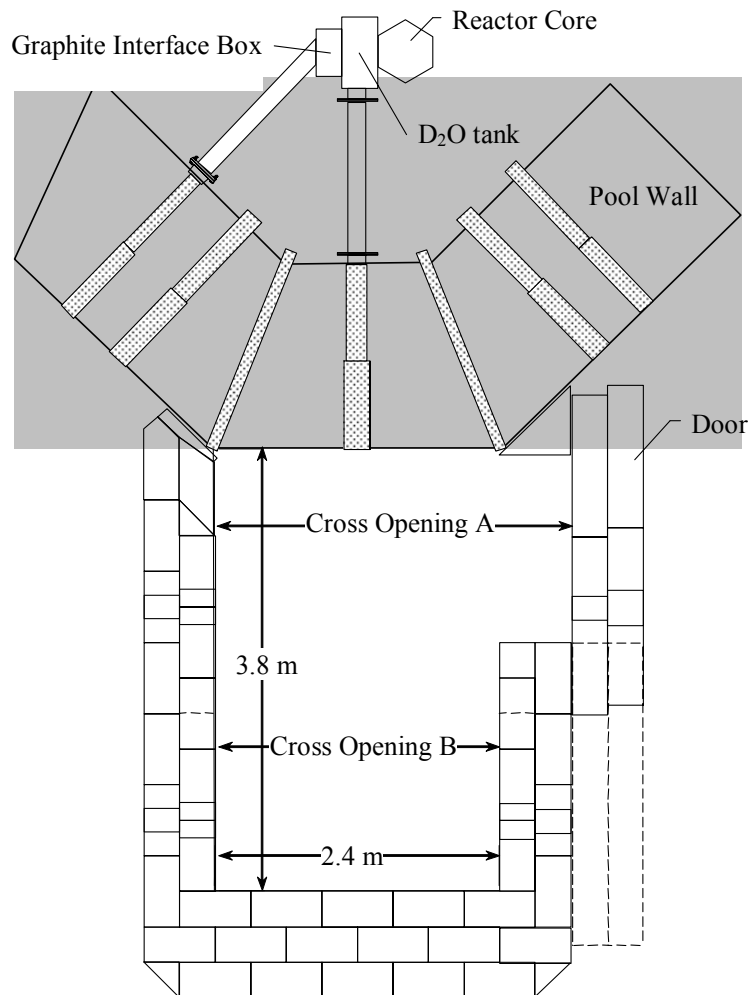 Reactor Core
Graphite Interface Box
D₂O tank
Pool Wall
Door
Cross Opening A
3.8 m
Cross Opening B
2.4 m